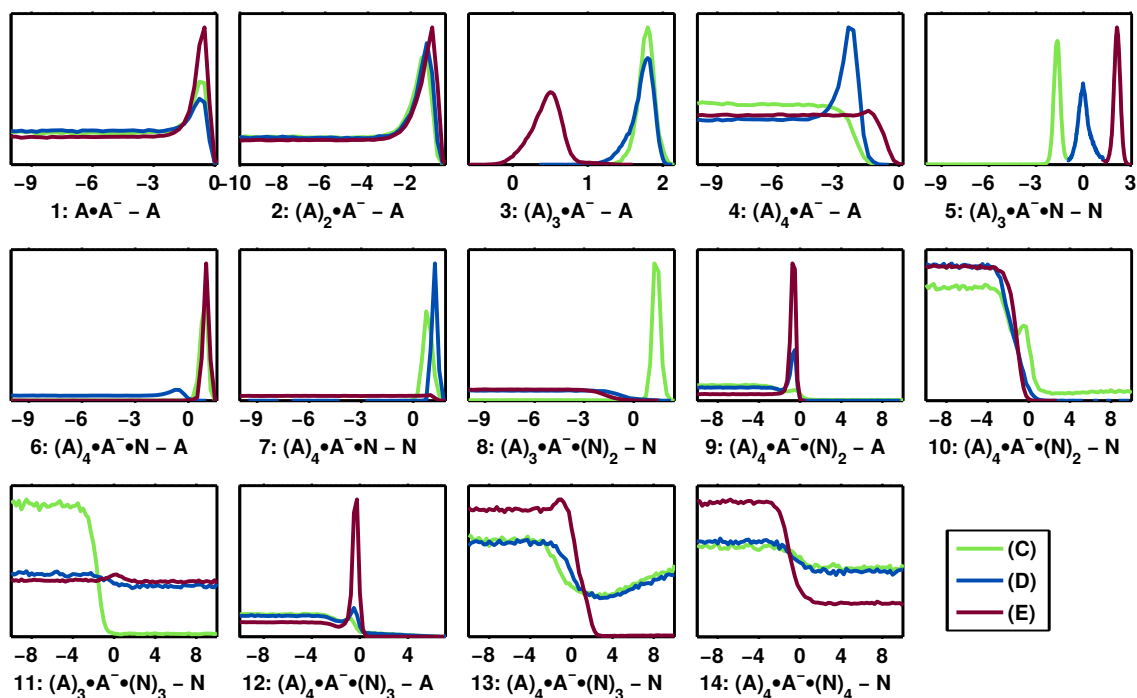 −9 −6 −3 0
−10 −8 −6 −4 −2
0 1 2
−9 −6 −3 0
−9 −6 −3 0 3
1: A•A⁻ − A
2: (A)₂•A⁻ − A
3: (A)₃•A⁻ − A
4: (A)₄•A⁻ − A
5: (A)₃•A⁻•N − N
−9 −6 −3 0
−9 −6 −3 0
−9 −6 −3 0
−8 −4 0 4 8
−8 −4 0 4 8
6: (A)₄•A⁻•N − A
7: (A)₄•A⁻•N − N
8: (A)₃•A⁻•(N)₂ − N
9: (A)₄•A⁻•(N)₂ − A
10: (A)₄•A⁻•(N)₂ − N
(C)
(D)
(E)
−8 −4 0 4 8
−8 −4 0 4
−8 −4 0 4 8
−8 −4 0 4 8
11: (A)₃•A⁻•(N)₃ − N
12: (A)₄•A⁻•(N)₃ − A
13: (A)₄•A⁻•(N)₃ − N
14: (A)₄•A⁻•(N)₄ − N